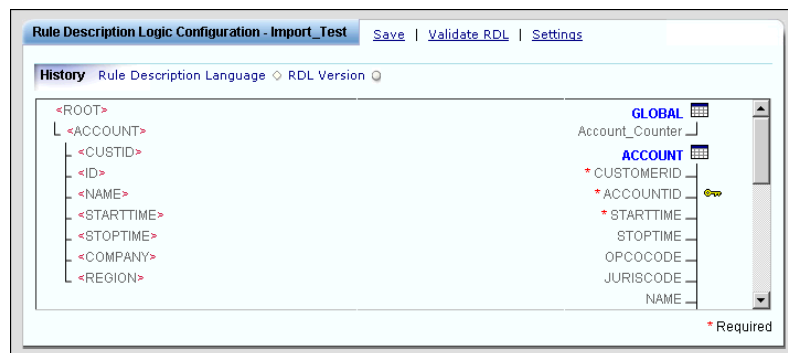 Rule Description Logic Configuration - Import_Test Save | Validate RDL | Settings
History Rule Description Language RDL Version
<ROOT>
<ACCOUNT>
<CUSTID>
<ID>
<NAME>
<STARTTIME>
<STOPTIME>
<COMPANY>
<REGION>
GLOBAL
Account_Counter
ACCOUNT
* CUSTOMERID
* ACCOUNTID
* STARTTIME
STOPTIME
OPCOCODE
JURISCODE
NAME
* Required